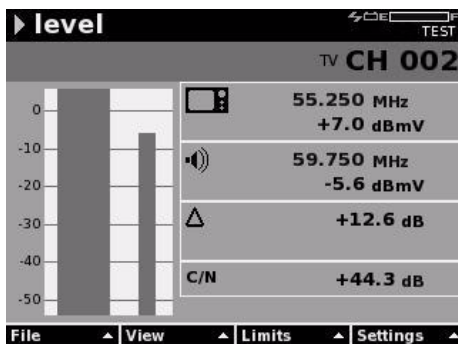 level
E F
TEST
TV CH 002
0
-10
-20
-30
-40
-50
55.250 MHz
+7.0 dBmV
59.750 MHz
-5.6 dBmV
Δ +12.6 dB
C/N +44.3 dB
File View Limits Settings